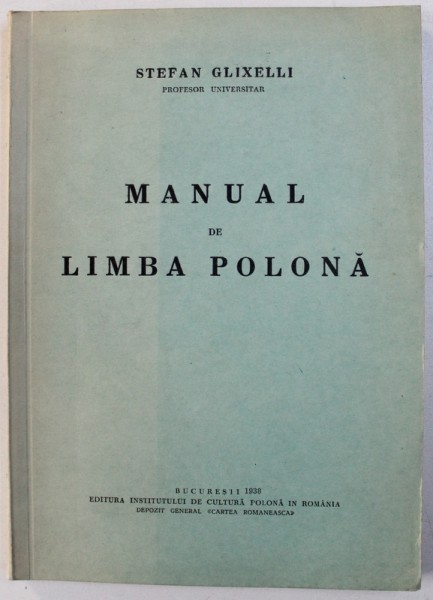 STEFAN GLIXELLI
PROFESOR UNIVERSITAR
MANUAL
DE
LIMBA POLONĂ
BUCUREȘTI 1938
EDITURA INSTITUTULUI DE CULTURĂ POLONĂ IN ROMÂNIA
DEPOZIT GENERAL «CARTEA ROMANEASCA»